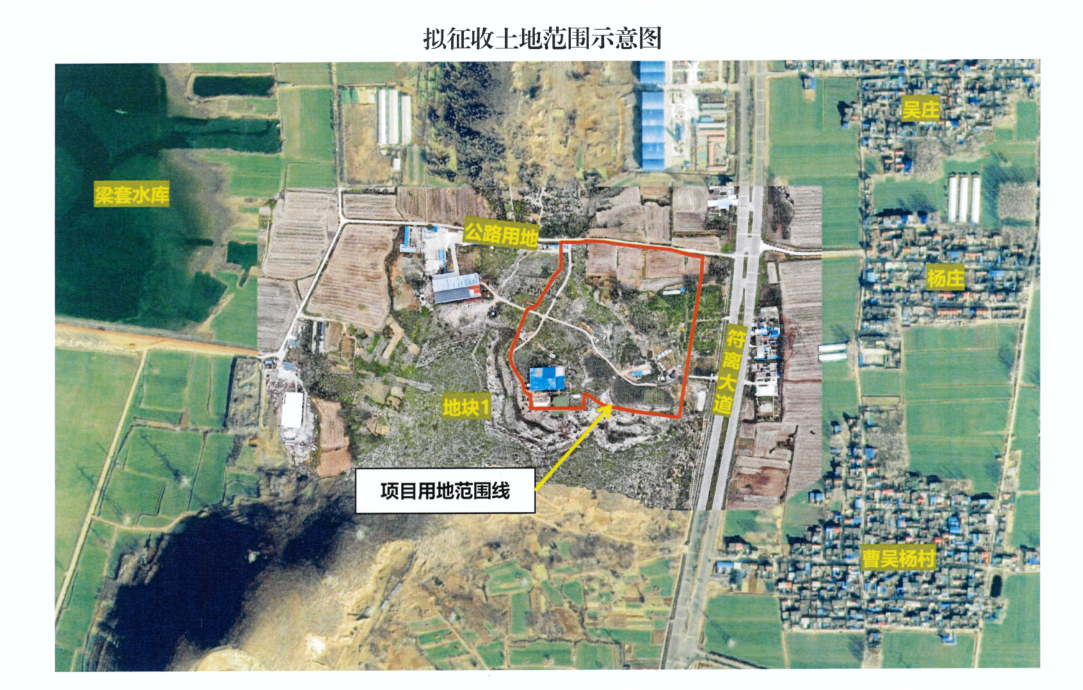 拟征收土地范围示意图
吴庄
梁套水库
公路用地
杨庄
符离大道
地块1
项目用地范围线
曹吴杨村